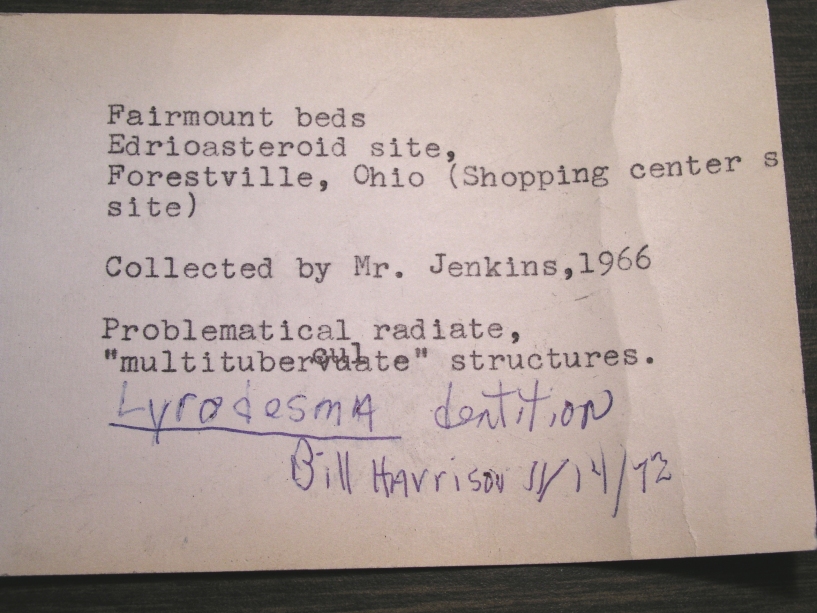 Fairmount beds
Edrioasteroid site,
Forestville, Ohio (Shopping center s
site)
Collected by Mr. Jenkins,1966
Problematical radiate,
"multituberculate" structures.
Lyrodesma dentition
Bill Harrison 11/14/72